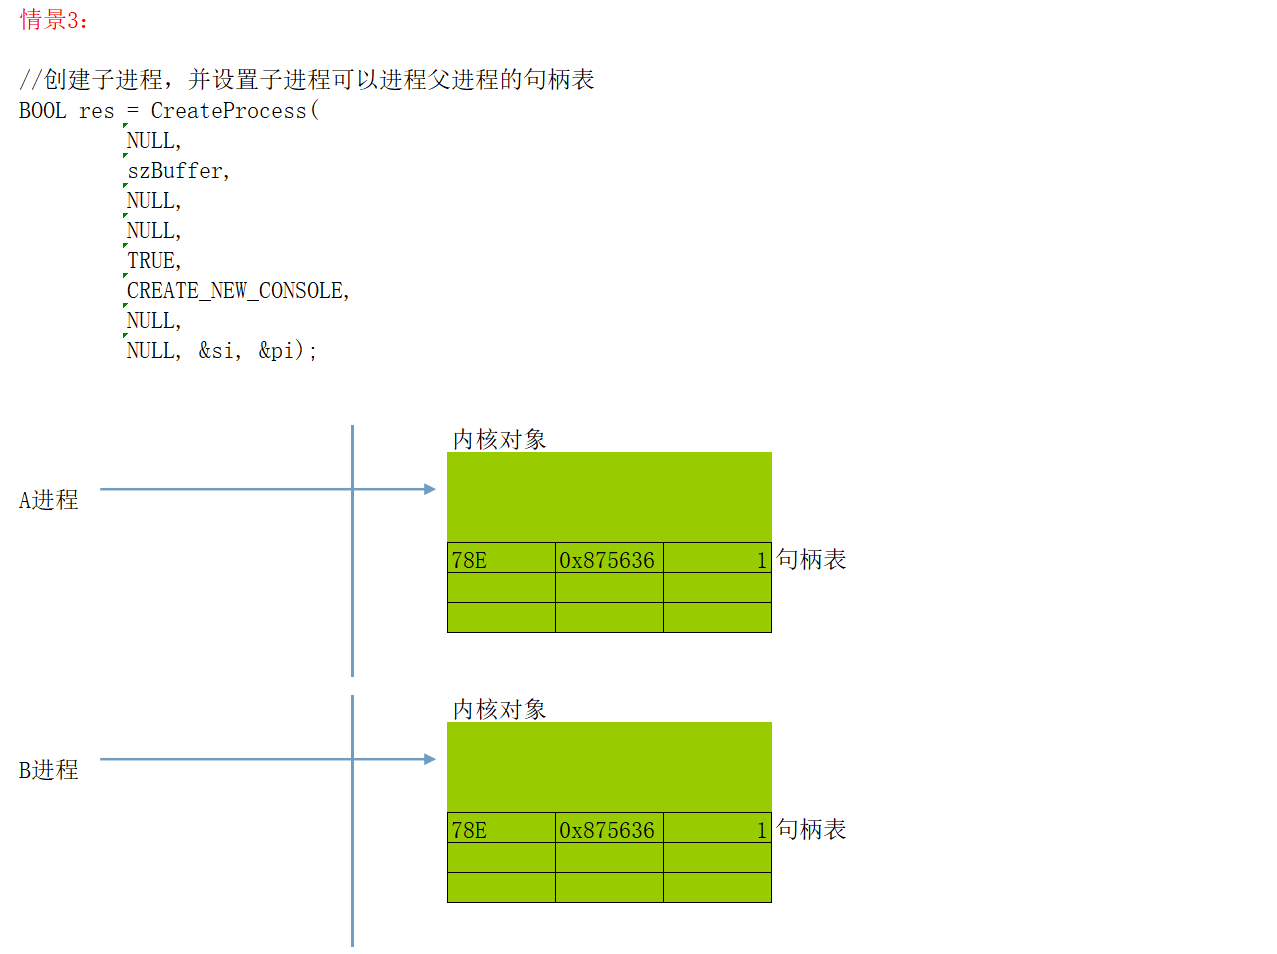 情景3:
//创建子进程，并设置子进程可以进程父进程的句柄表
BOOL res = CreateProcess(
NULL,
szBuffer,
NULL,
NULL,
TRUE,
CREATE_NEW_CONSOLE,
NULL,
NULL, &si, &pi);
内核对象
A进程
78E 0x875636 1 句柄表
内核对象
B进程
78E 0x875636 1 句柄表